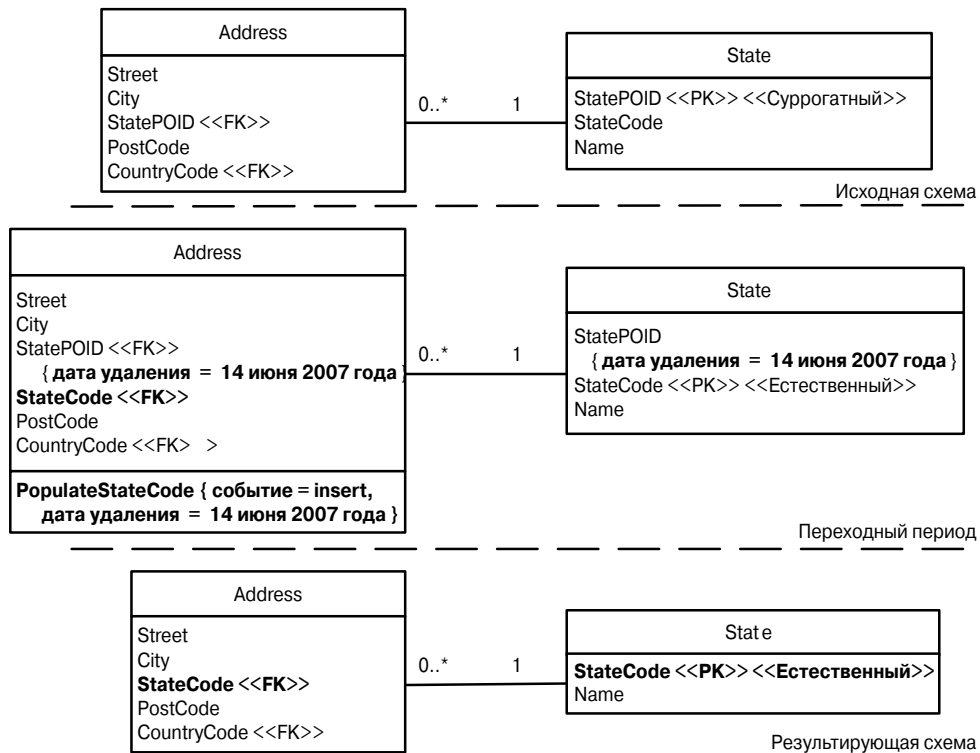 Address
Street
City
StatePOID <<FK>>
PostCode
CountryCode <<FK>>
0..* 1
State
StatePOID <<PK>> <<Суррогатный>>
StateCode
Name
Исходная схема
Address
Street
City
StatePOID <<FK>>
{ дата удаления = 14 июня 2007 года }
StateCode <<FK>>
PostCode
CountryCode <<FK> >
PopulateStateCode { событие = insert,
дата удаления = 14 июня 2007 года }
0..* 1
State
StatePOID
{ дата удаления = 14 июня 2007 года }
StateCode <<PK>> <<Естественный>>
Name
Переходный период
Address
Street
City
StateCode <<FK>>
PostCode
CountryCode <<FK>>
0..* 1
State
StateCode <<PK>> <<Естественный>>
Name
Результирующая схема